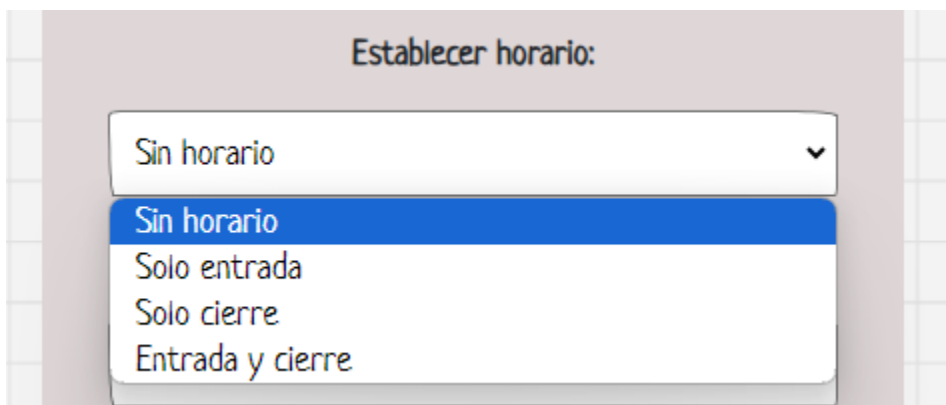 Establecer horario:
Sin horario
Sin horario
Solo entrada
Solo cierre
Entrada y cierre